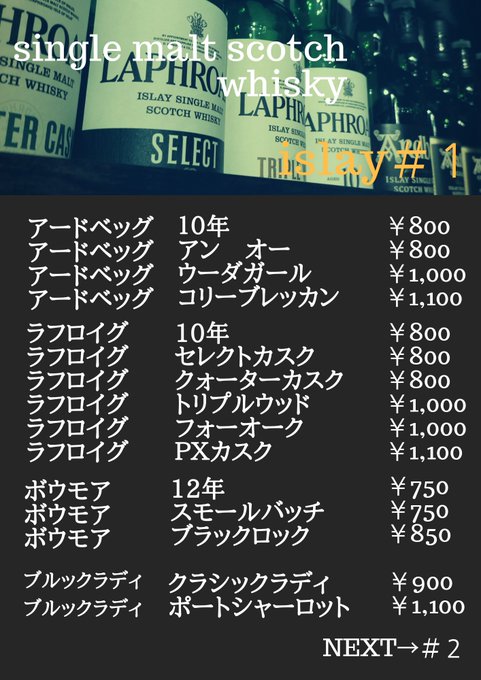 single malt scotch
whisky
LAPHROA
ISLAY SINGLE MALT
SCOTCH WHISKY
SELECT
TER CAS
islay # 1
アードベッグ 10年 ¥800
アードベッグ アン オー ¥800
アードベッグ ウーダガール ¥1,000
アードベッグ コリーブレッカン ¥1,100
ラフロイグ 10年 ¥800
ラフロイグ セレクトカスク ¥800
ラフロイグ クォーターカスク ¥800
ラフロイグ トリプルウッド ¥1,000
ラフロイグ フォーオーク ¥1,000
ラフロイグ PXカスク ¥1,100
ボウモア 12年 ¥750
ボウモア スモールバッチ ¥750
ボウモア ブラックロック ¥850
ブルックラディ クラシックラディ ¥900
ブルックラディ ポートシャーロット ¥1,100
NEXT→# 2